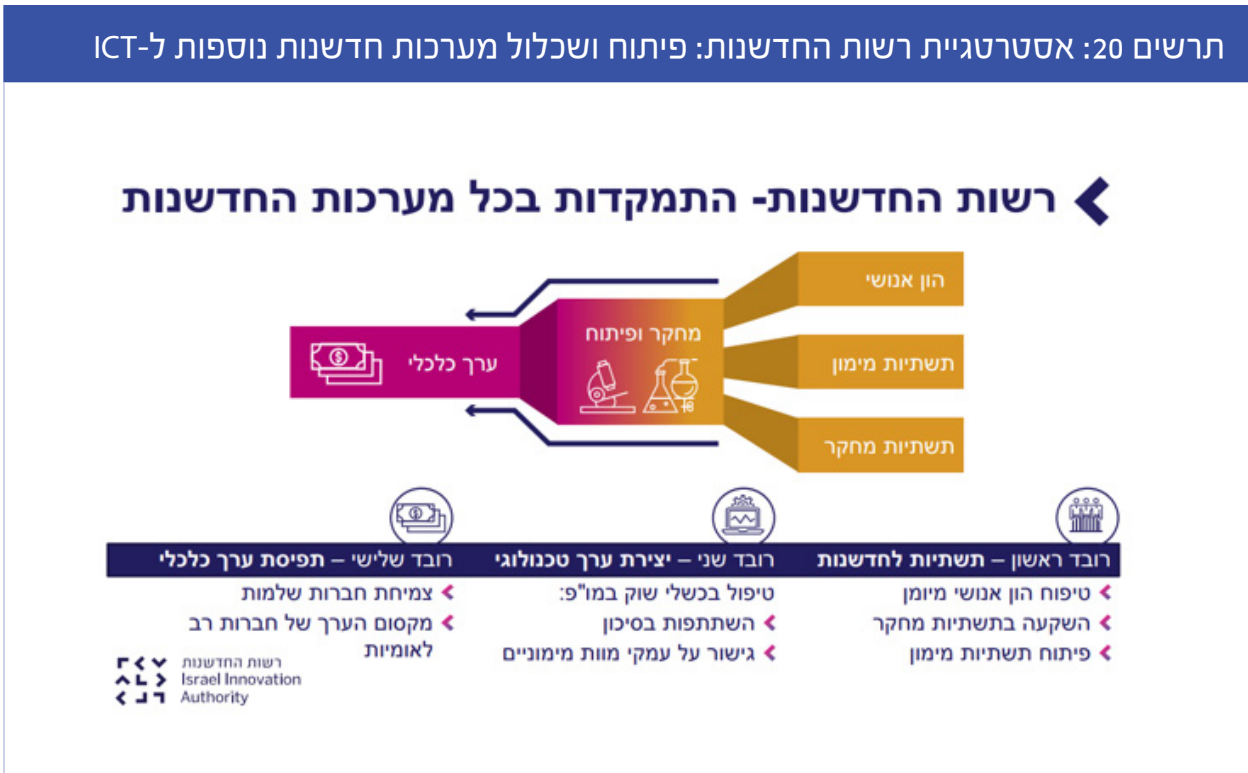 תרשים 20: אסטרטגיית רשות החדשנות: פיתוח ושכלול מערכות חדשנות נוספות ל-ICT
רשות החדשנות- התמקדות בכל מערכות החדשנות
הון אנושי
תשתיות מימון
תשתיות מחקר
מחקר ופיתוח
ערך כלכלי
רובד ראשון – תשתיות לחדשנות
טיפוח הון אנושי מיומן
השקעה בתשתיות מחקר
פיתוח תשתיות מימון
רובד שני – יצירת ערך טכנולוגי
טיפול בכשלי שוק במו"פ:
השתתפות בסיכון
גישור על עמקי מוות מימוניים
רובד שלישי – תפיסת ערך כלכלי
צמיחת חברות שלמות
מקסום הערך של חברות רב
לאומיות
רשות החדשנות
Israel Innovation
Authority